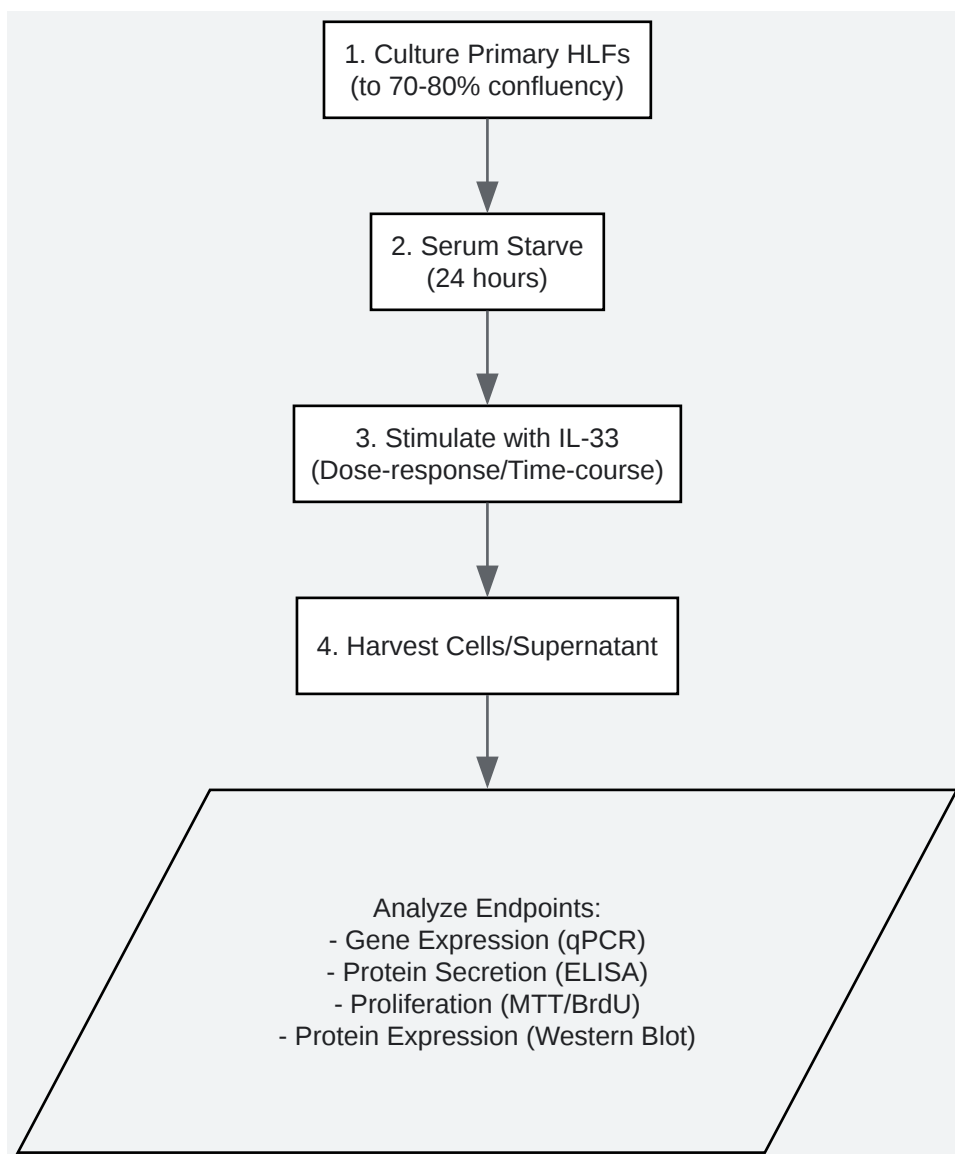 1. Culture Primary HLFs
(to 70-80% confluency)
2. Serum Starve
(24 hours)
3. Stimulate with IL-33
(Dose-response/Time-course)
4. Harvest Cells/Supernatant
Analyze Endpoints:
- Gene Expression (qPCR)
- Protein Secretion (ELISA)
- Proliferation (MTT/BrdU)
- Protein Expression (Western Blot)